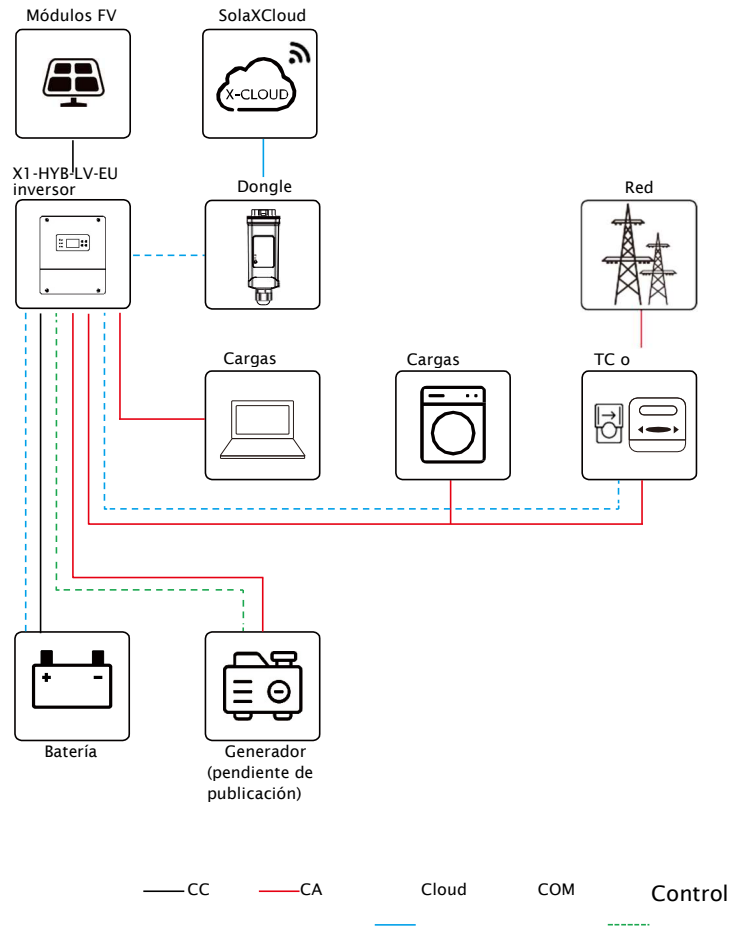 Módulos FV
SolaXCloud
X-CLOUD
X1-HYB-LV-EU
inversor
Dongle
Red
Cargas
Cargas
TC o
Batería
Generador
(pendiente de
publicación)
CC CA Cloud COM Control